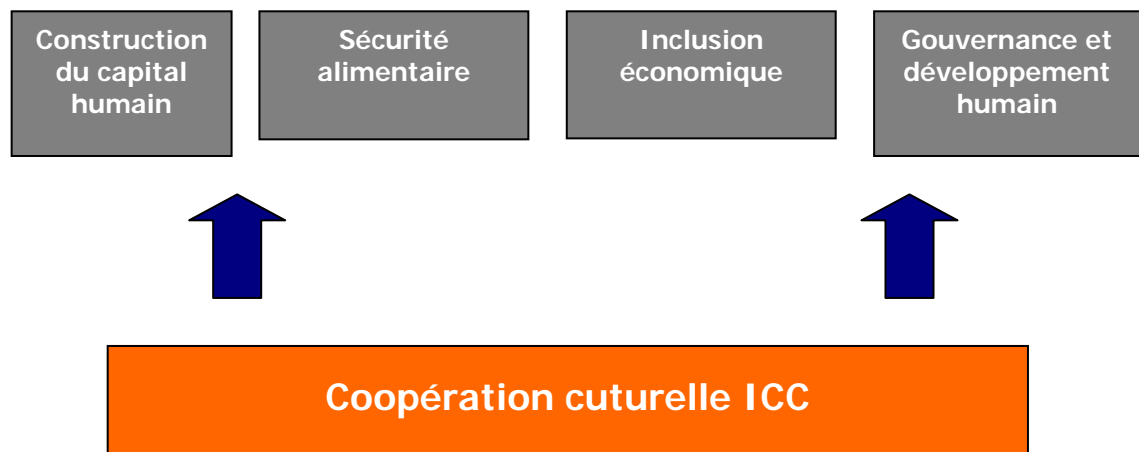 Construction
du capital
humain
Sécurité
alimentaire
Inclusion
économique
Gouvernance et
développement
humain
Coopération cuturelle ICC